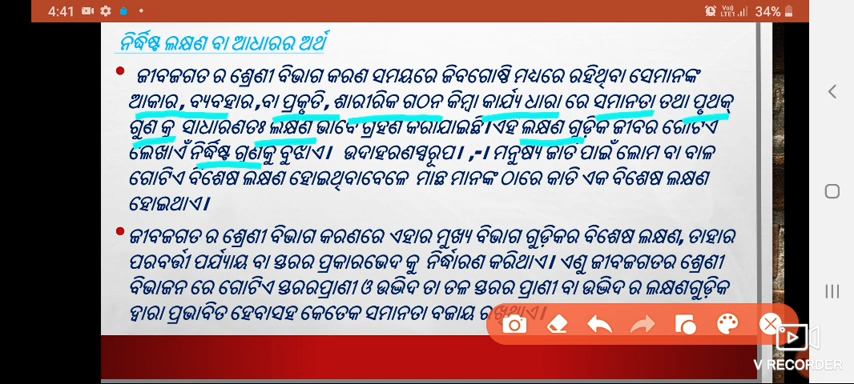 4:41
34%
ନିର୍ଦ୍ଧିଷ୍ଟ ଲକ୍ଷଣ ବା ଆଧାରର ଅର୍ଥ
ଜୀବଜଗତ ର ଶ୍ରେଣୀ ବିଭାଗ କରଣ ସମୟରେ ଜିବଗୋଷ୍ଠି ମଧ୍ୟରେ ରହିଥିବା ସେମାନଙ୍କ
ଆକାର, ବ୍ୟବହାର, ବା ପ୍ରକୃତି, ଶାରୀରିକ ଗଠନ କିମ୍ବା କାର୍ଯ୍ୟ ଧାରା ରେ ସମାନତା ତଥା ପୃଥକ୍
ଗୁଣ କୁ ସାଧାରଣତଃ ଲକ୍ଷଣ ଭାବେ ଗ୍ରହଣ କରାଯାଇଛି। ଏହ ଲକ୍ଷଣ ଗୁଡ଼ିକ ଜୀବର ଗୋଟିଏ
ଲେଖାଏଁ ନିର୍ଦ୍ଧିଷ୍ଟ ଗୁଣକୁ ବୁଝାଏ। ଉଦାହରଣସ୍ୱରୂପ। ,-। ମନୁଷ୍ୟ ଜାତି ପାଇଁ ଲୋମ ବା ବାଳ
ଗୋଟିଏ ବିଶେଷ ଲକ୍ଷଣ ହୋଇଥିବାବେଳେ ମାଛ ମାନଙ୍କ ଠାରେ କାତି ଏକ ବିଶେଷ ଲକ୍ଷଣ
ହୋଇଥାଏ।
ଜୀବଜଗତ ର ଶ୍ରେଣୀ ବିଭାଗ କରଣରେ ଏହାର ମୁଖ୍ୟ ବିଭାଗ ଗୁଡ଼ିକର ବିଶେଷ ଲକ୍ଷଣ, ତାହାର
ପରବର୍ତ୍ତୀ ପର୍ଯ୍ୟାୟ ବା ସ୍ତରର ପ୍ରକାରଭେଦ କୁ ନିର୍ଦ୍ଧାରଣ କରିଥାଏ। ଏଣୁ ଜୀବଜଗତର ଶ୍ରେଣୀ
ବିଭାଜନ ରେ ଗୋଟିଏ ସ୍ତରରପ୍ରାଣୀ ଓ ଉଦ୍ଭିଦ ତା ତଳ ସ୍ତରର ପ୍ରାଣୀ ବା ଉଦ୍ଭିଦ ର ଲକ୍ଷଣଗୁଡ଼ିକ
ଦ୍ୱାରା ପ୍ରଭାବିତ ହେବାସହ କେତେକ ସମାନତା ବଜାୟ ରଖିଥାଏ।
V RECORDER